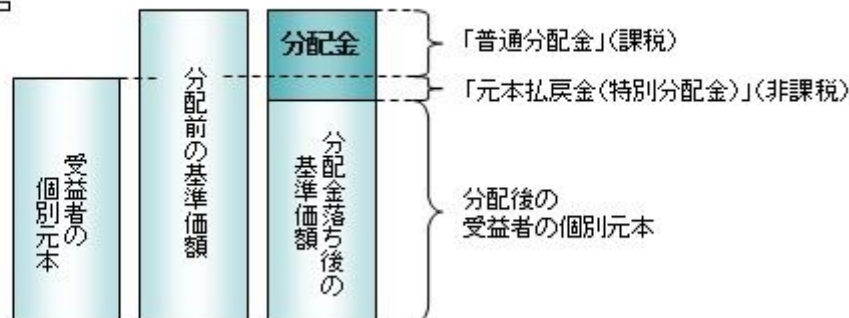 分配金
「普通分配金」(課税)
「元本払戻金(特別分配金)」(非課税)
受益者の
個別元本
分配前の基準価額
分配金落ち後の
基準価額
分配後の
受益者の個別元本